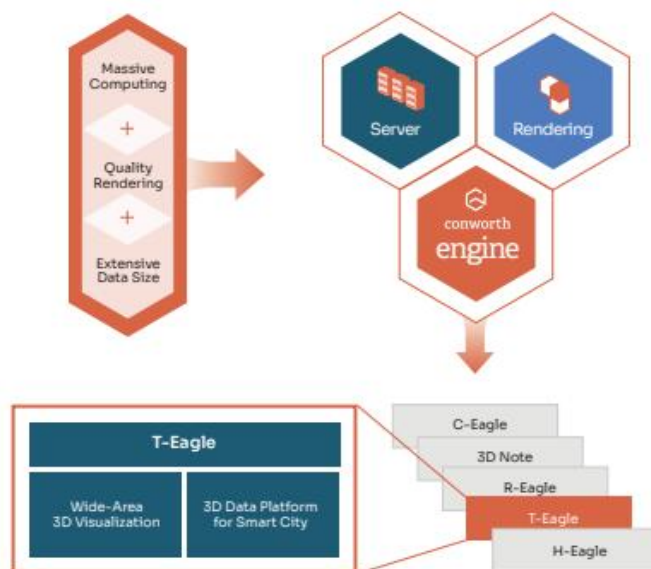 Massive
Computing
+
Quality
Rendering
+
Extensive
Data Size
Server
Rendering
conworth
engine
T-Eagle
Wide-Area
3D Visualization
3D Data Platform
for Smart City
C-Eagle
3D Note
R-Eagle
T-Eagle
H-Eagle